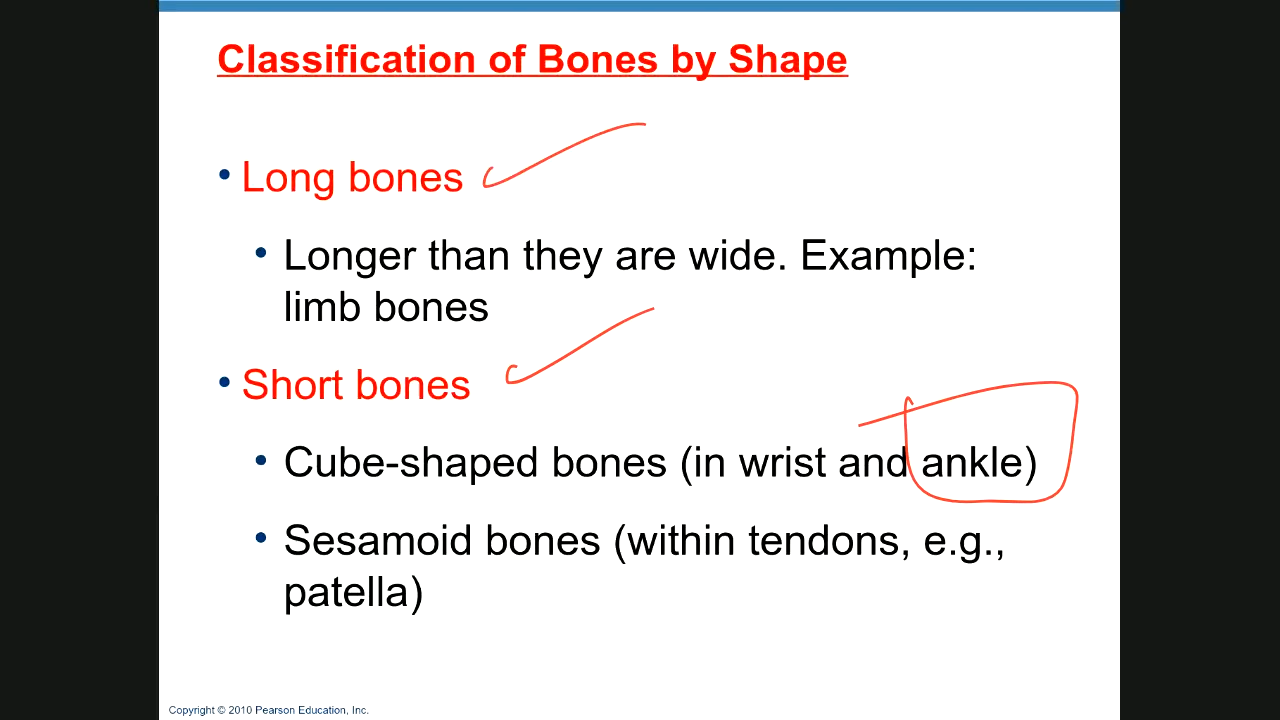 Classification of Bones by Shape
• Long bones
• Longer than they are wide. Example:
limb bones
• Short bones
• Cube-shaped bones (in wrist and ankle)
• Sesamoid bones (within tendons, e.g.,
patella)
Copyright © 2010 Pearson Education, Inc.